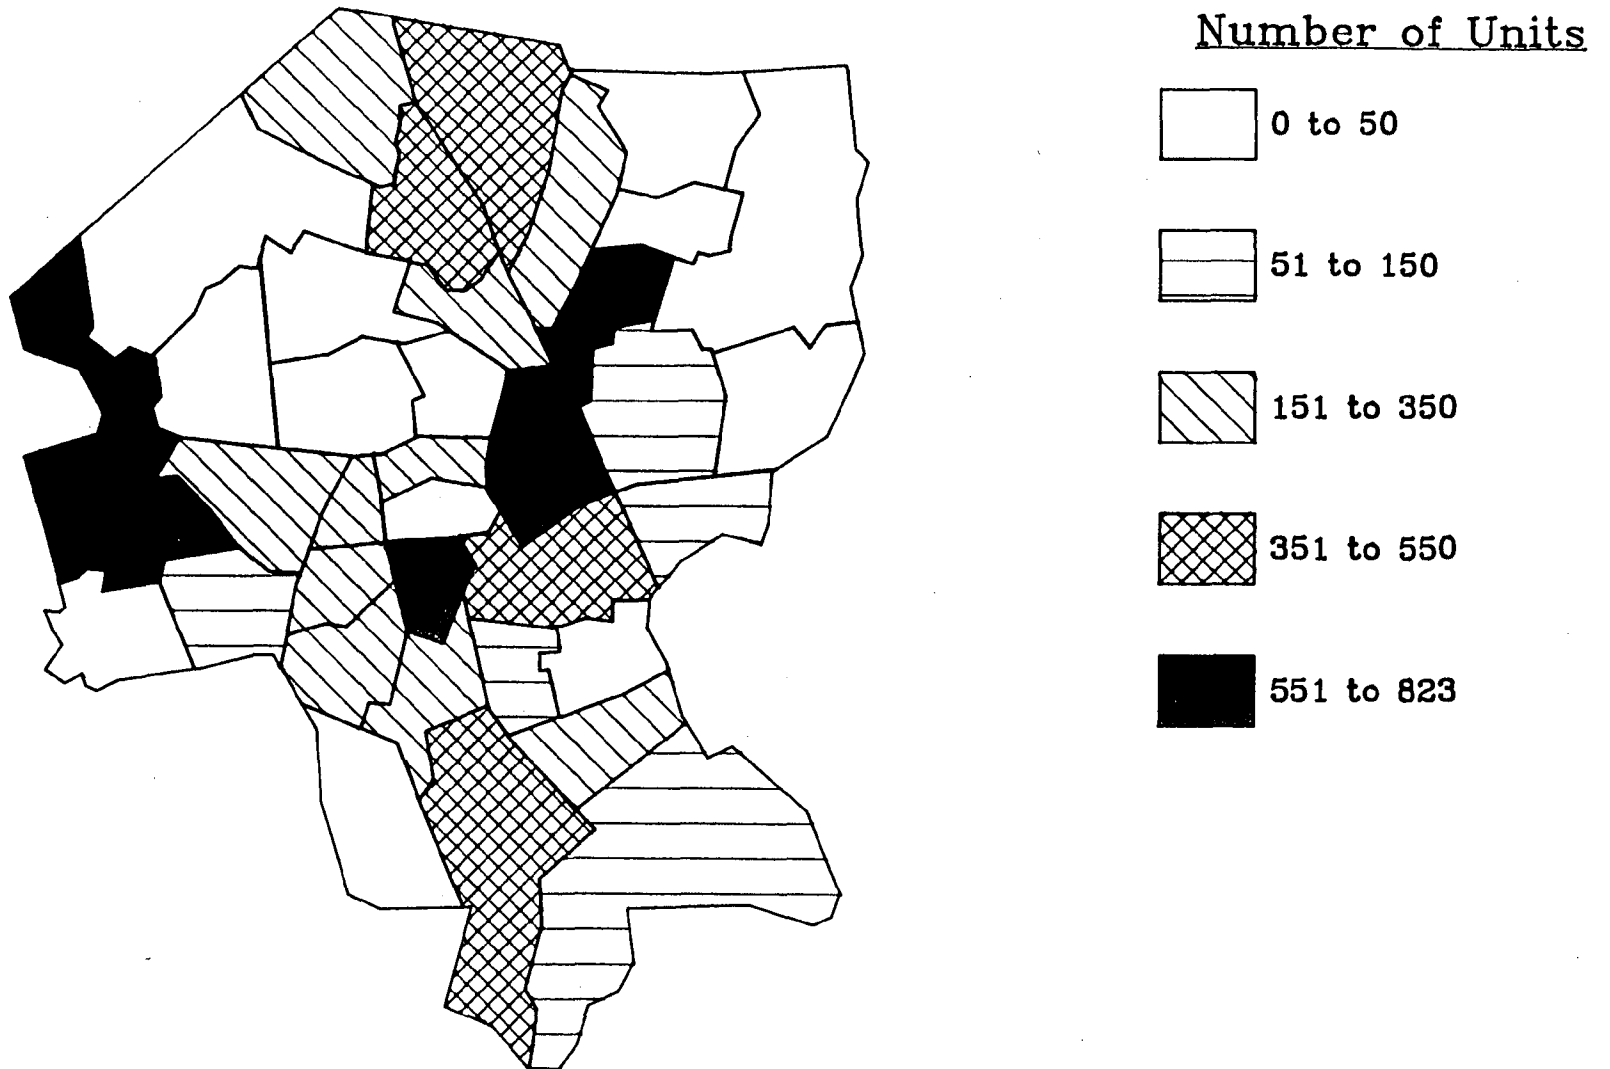 Number of Units
0 to 50
51 to 150
151 to 350
351 to 550
551 to 823